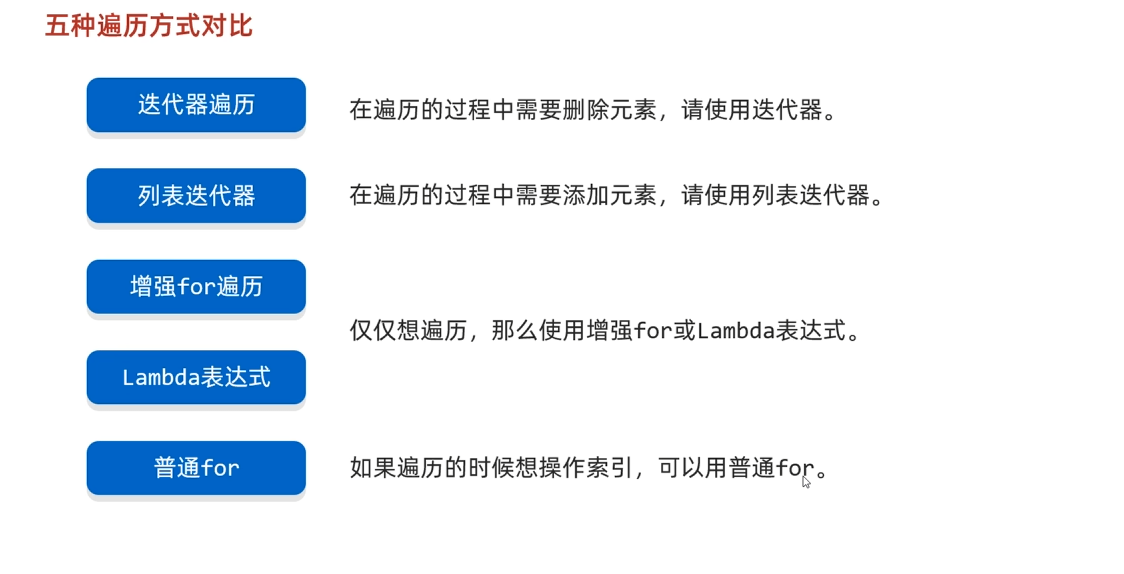 五种遍历方式对比
迭代器遍历
在遍历的过程中需要删除元素，请使用迭代器。
列表迭代器
在遍历的过程中需要添加元素，请使用列表迭代器。
增强for遍历
仅仅想遍历，那么使用增强for或Lambda表达式。
Lambda表达式
普通for
如果遍历的时候想操作索引，可以用普通for。